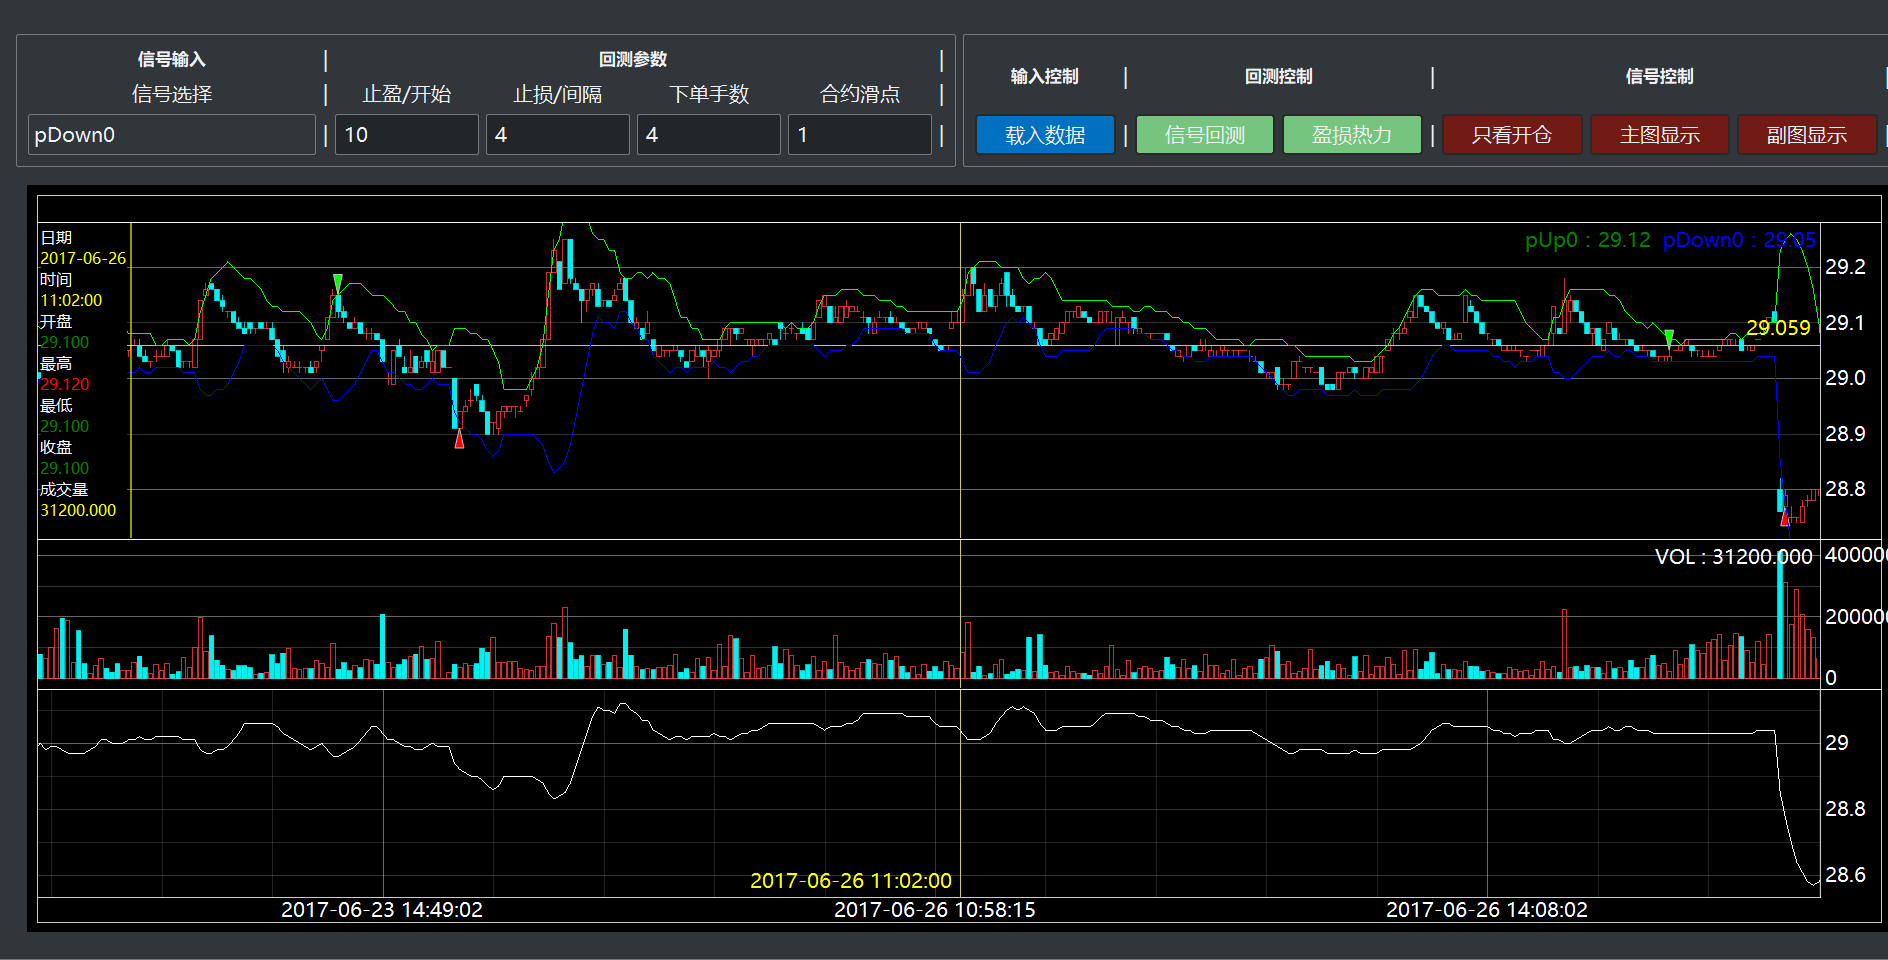 信号输入 | 回测参数 |
信号选择 | 止盈/开始 止损/间隔 下单手数 合约滑点 |
pDown0 | 10 4 4 1 |
输入控制 | 回测控制 | 信号控制
载入数据 | 信号回测 盈损热力 | 只看开仓 主图显示 副图显示
日期
2017-06-26
时间
11:02:00
开盘
29.100
最高
29.120
最低
29.100
收盘
29.100
成交量
31200.000
pUp0 : 29.12 pDown0 : 29.05
29.059
29.2
29.1
29.0
28.9
28.8
VOL : 31200.000
400000
200000
0
29
28.8
28.6
2017-06-26 11:02:00
2017-06-23 14:49:02 2017-06-26 10:58:15 2017-06-26 14:08:02